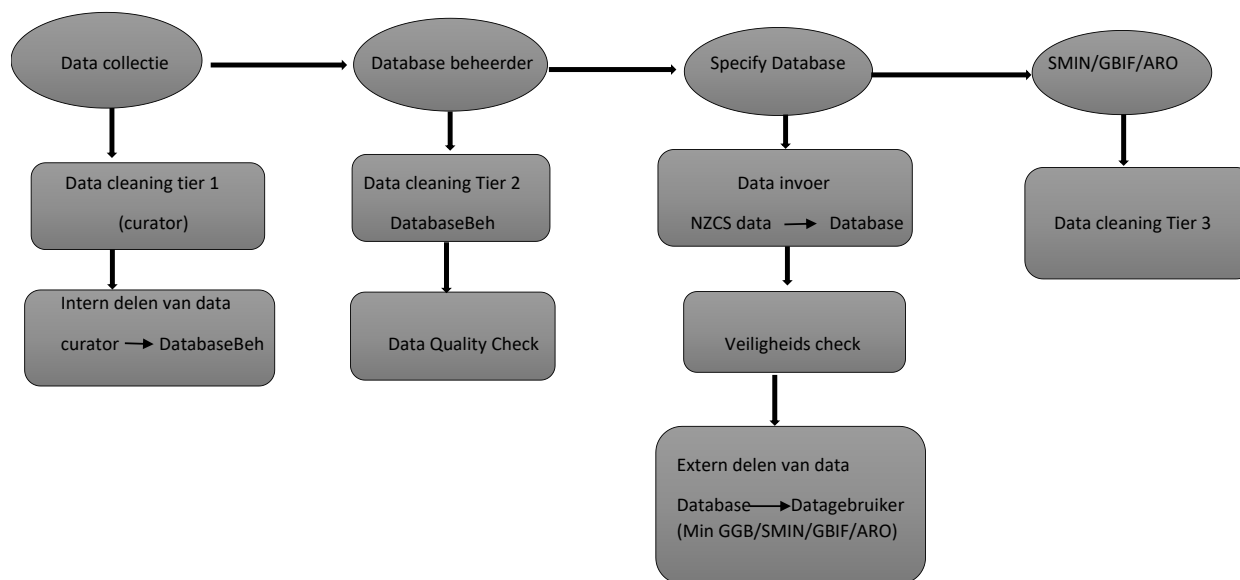 Data collectie
Database beheerder
Specify Database
SMIN/GBIF/ARO
Data cleaning tier 1
(curator)
Intern delen van data
curator DatabaseBeh
Data cleaning Tier 2
DatabaseBeh
Data Quality Check
Data invoer
NZCS data Database
Veiligheids check
Extern delen van data
Database Datagebruiker
(Min GGB/SMIN/GBIF/ARO)
Data cleaning Tier 3